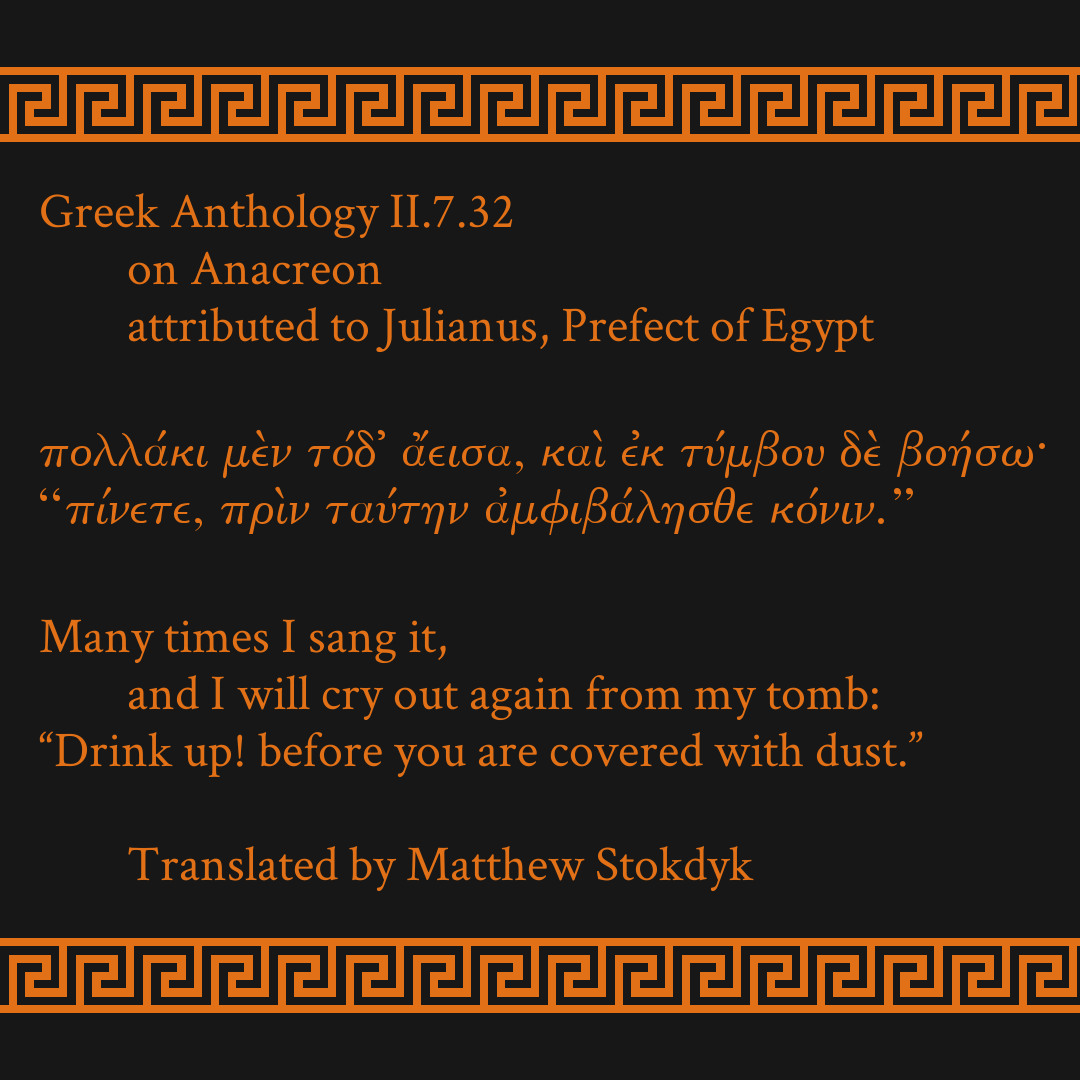 Greek Anthology II.7.32
on Anacreon
attributed to Julianus, Prefect of Egypt
πολλάκι μὲν τόδ’ ἄεισα, καὶ ἐκ τύμβου δὲ βοήσω·
“πίνετε, πρὶν ταύτην ἀμφιβάλησθε κόνιν.”
Many times I sang it,
and I will cry out again from my tomb:
“Drink up! before you are covered with dust.”
Translated by Matthew Stokdyk